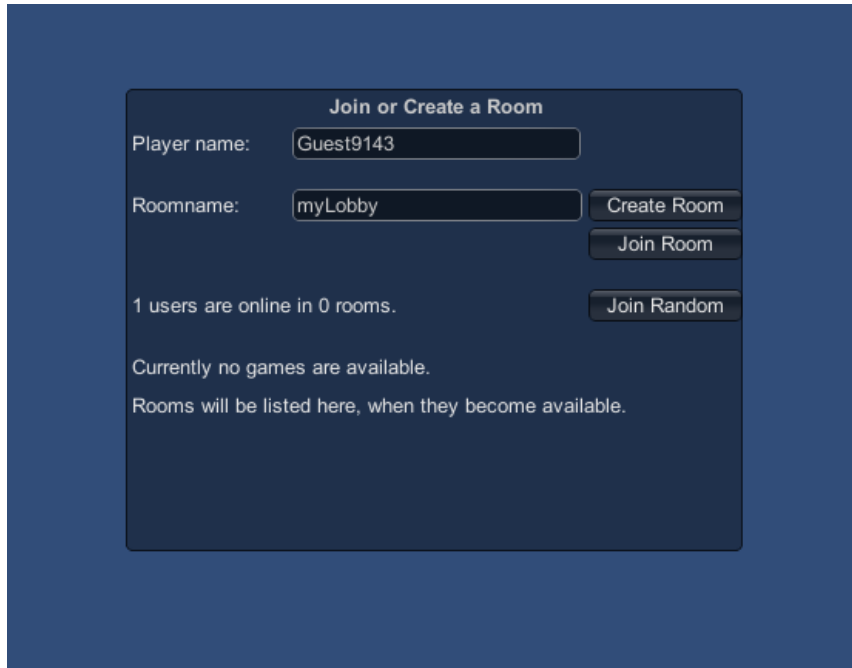 Join or Create a Room
Player name: Guest9143
Roomname: myLobby Create Room
Join Room
1 users are online in 0 rooms. Join Random
Currently no games are available.
Rooms will be listed here, when they become available.